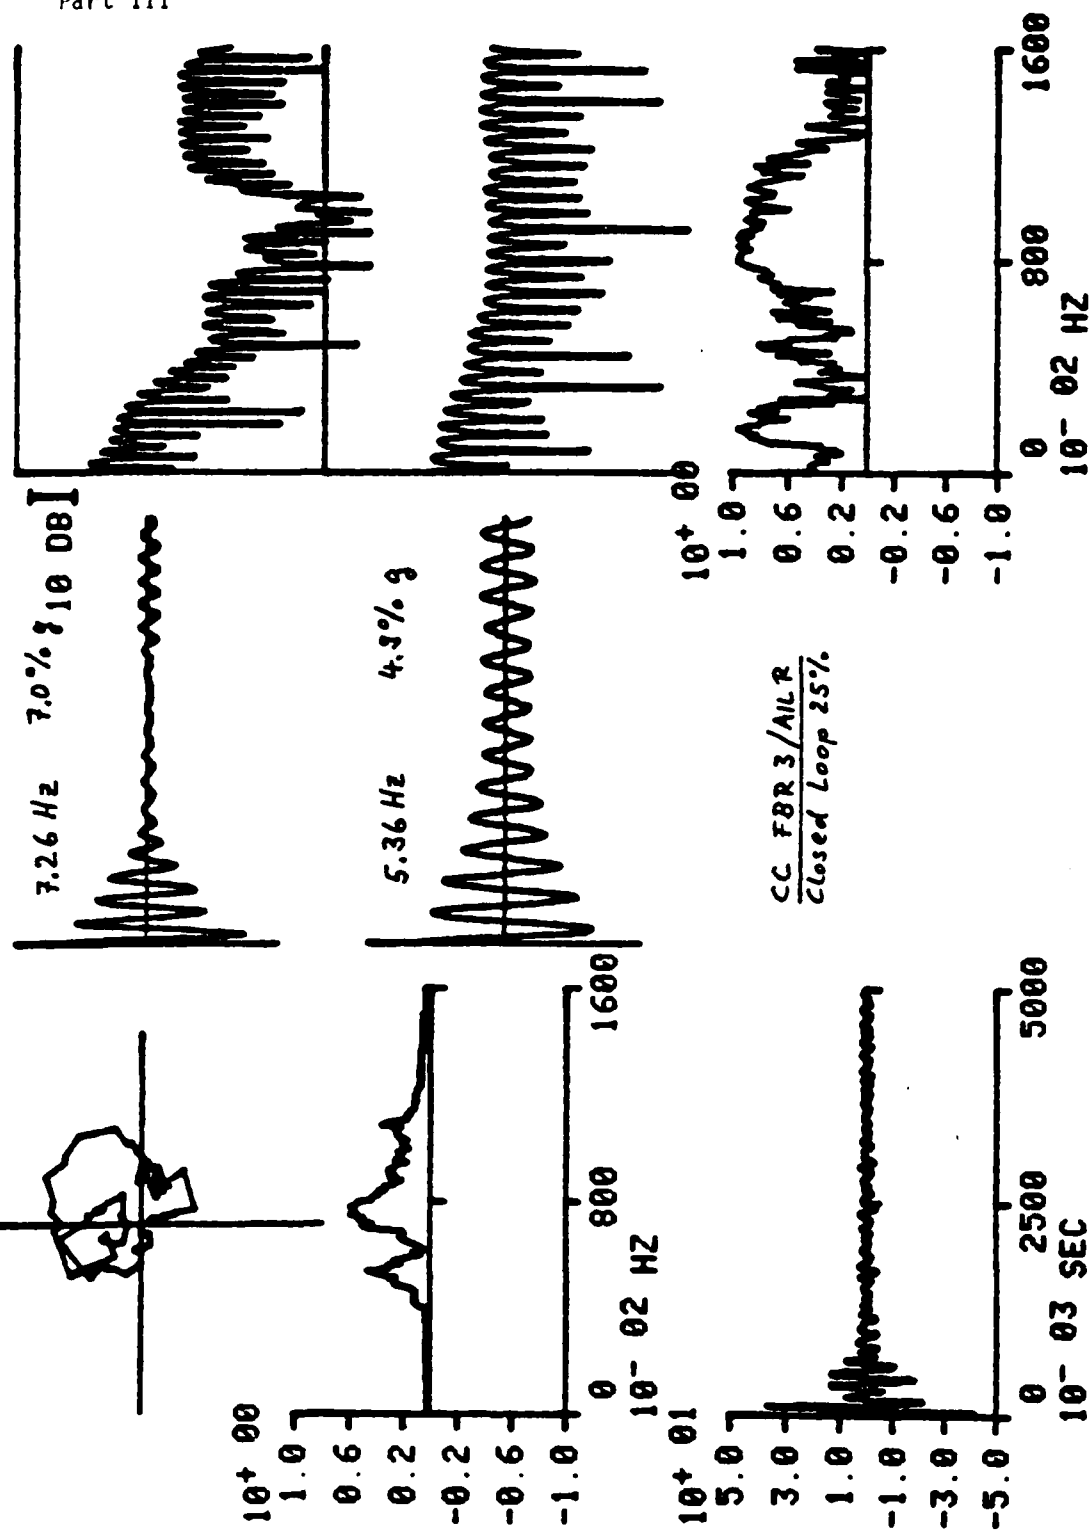 Part III
7.26 Hz 7.0% g
10 DB
5.36 Hz 4.9% g
CC FBR 3/AILR
Closed Loop 25%
10+ 00
1.0
0.6
0.2
-0.2
-0.6
-1.0
0 800 1600
10- 02 HZ
10+ 01
5.0
3.0
1.0
-1.0
-3.0
-5.0
0 2500 5000
10- 03 SEC
10+ 00
1.0
0.6
0.2
-0.2
-0.6
-1.0
0 800 1600
10- 02 HZ